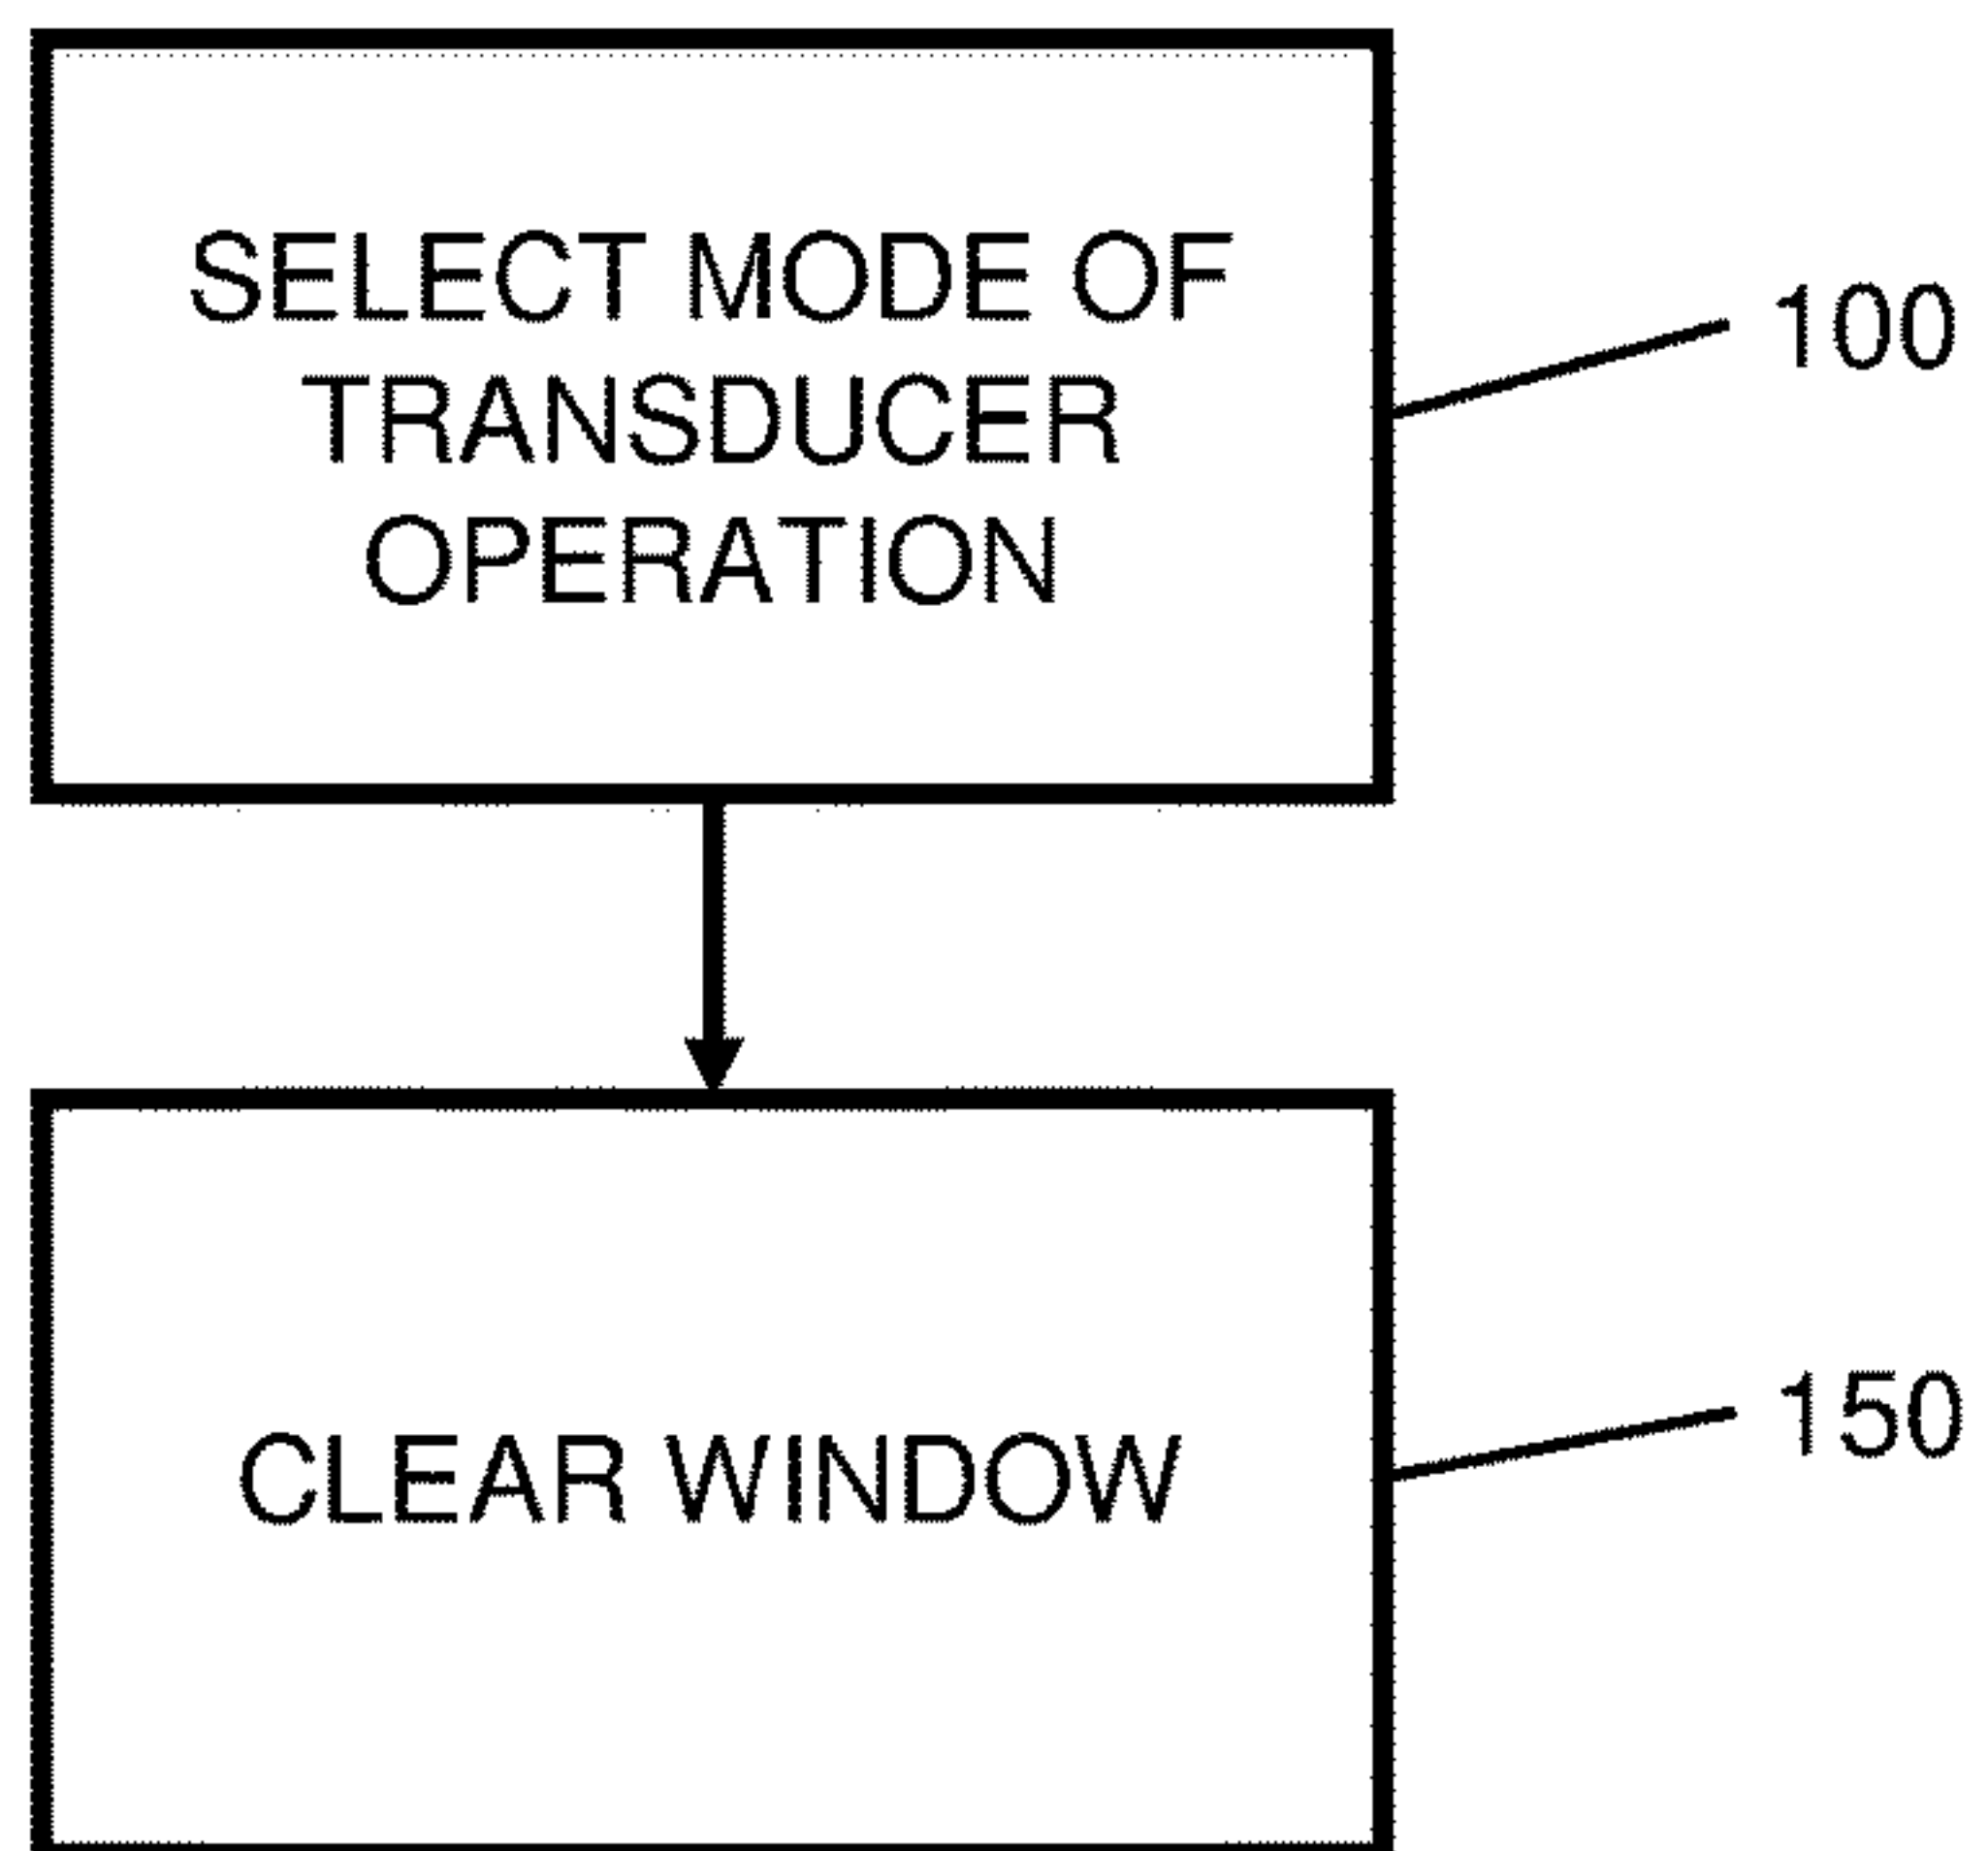 SELECT MODE OF
TRANSDUCER
OPERATION
100
CLEAR WINDOW
150